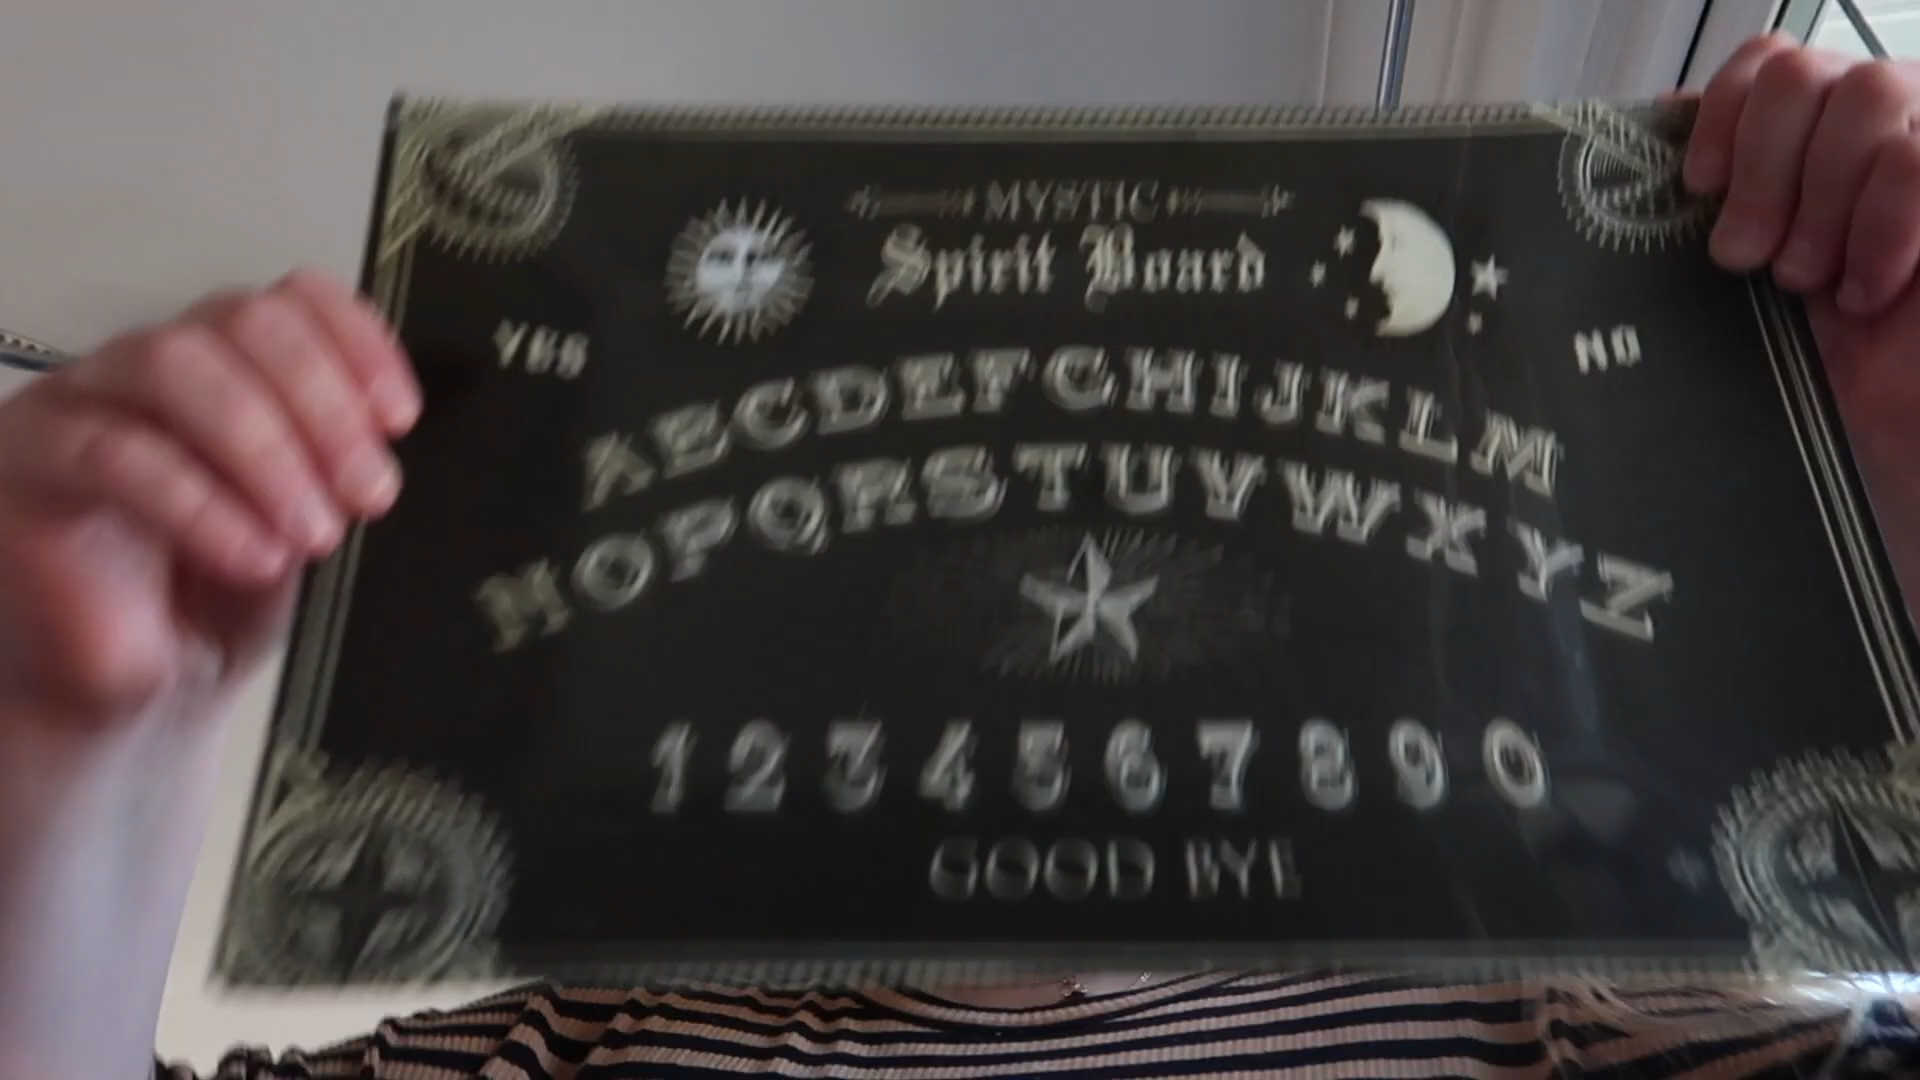 MYSTIC
Spirit Board
YES NO
ABCDEFGHIJKLM
NOPQRSTUVWXYZ
1234567890
GOOD BYE